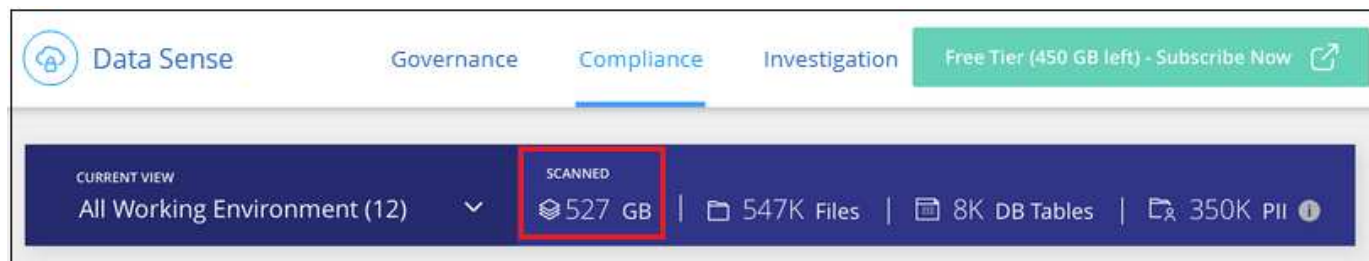 Data Sense Governance Compliance Investigation Free Tier (450 GB left) - Subscribe Now
CURRENT VIEW
All Working Environment (12)
SCANNED
527 GB | 547K Files | 8K DB Tables | 350K PII